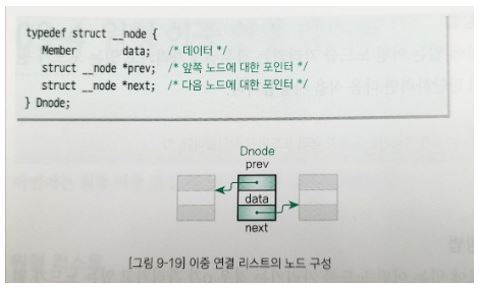 typedef struct __node {
Member data; /* 데이터 */
struct __node *prev; /* 앞쪽 노드에 대한 포인터 */
struct __node *next; /* 다음 노드에 대한 포인터 */
} Dnode;
Dnode
prev
data
next
[그림 9-19] 이중 연결 리스트의 노드 구성